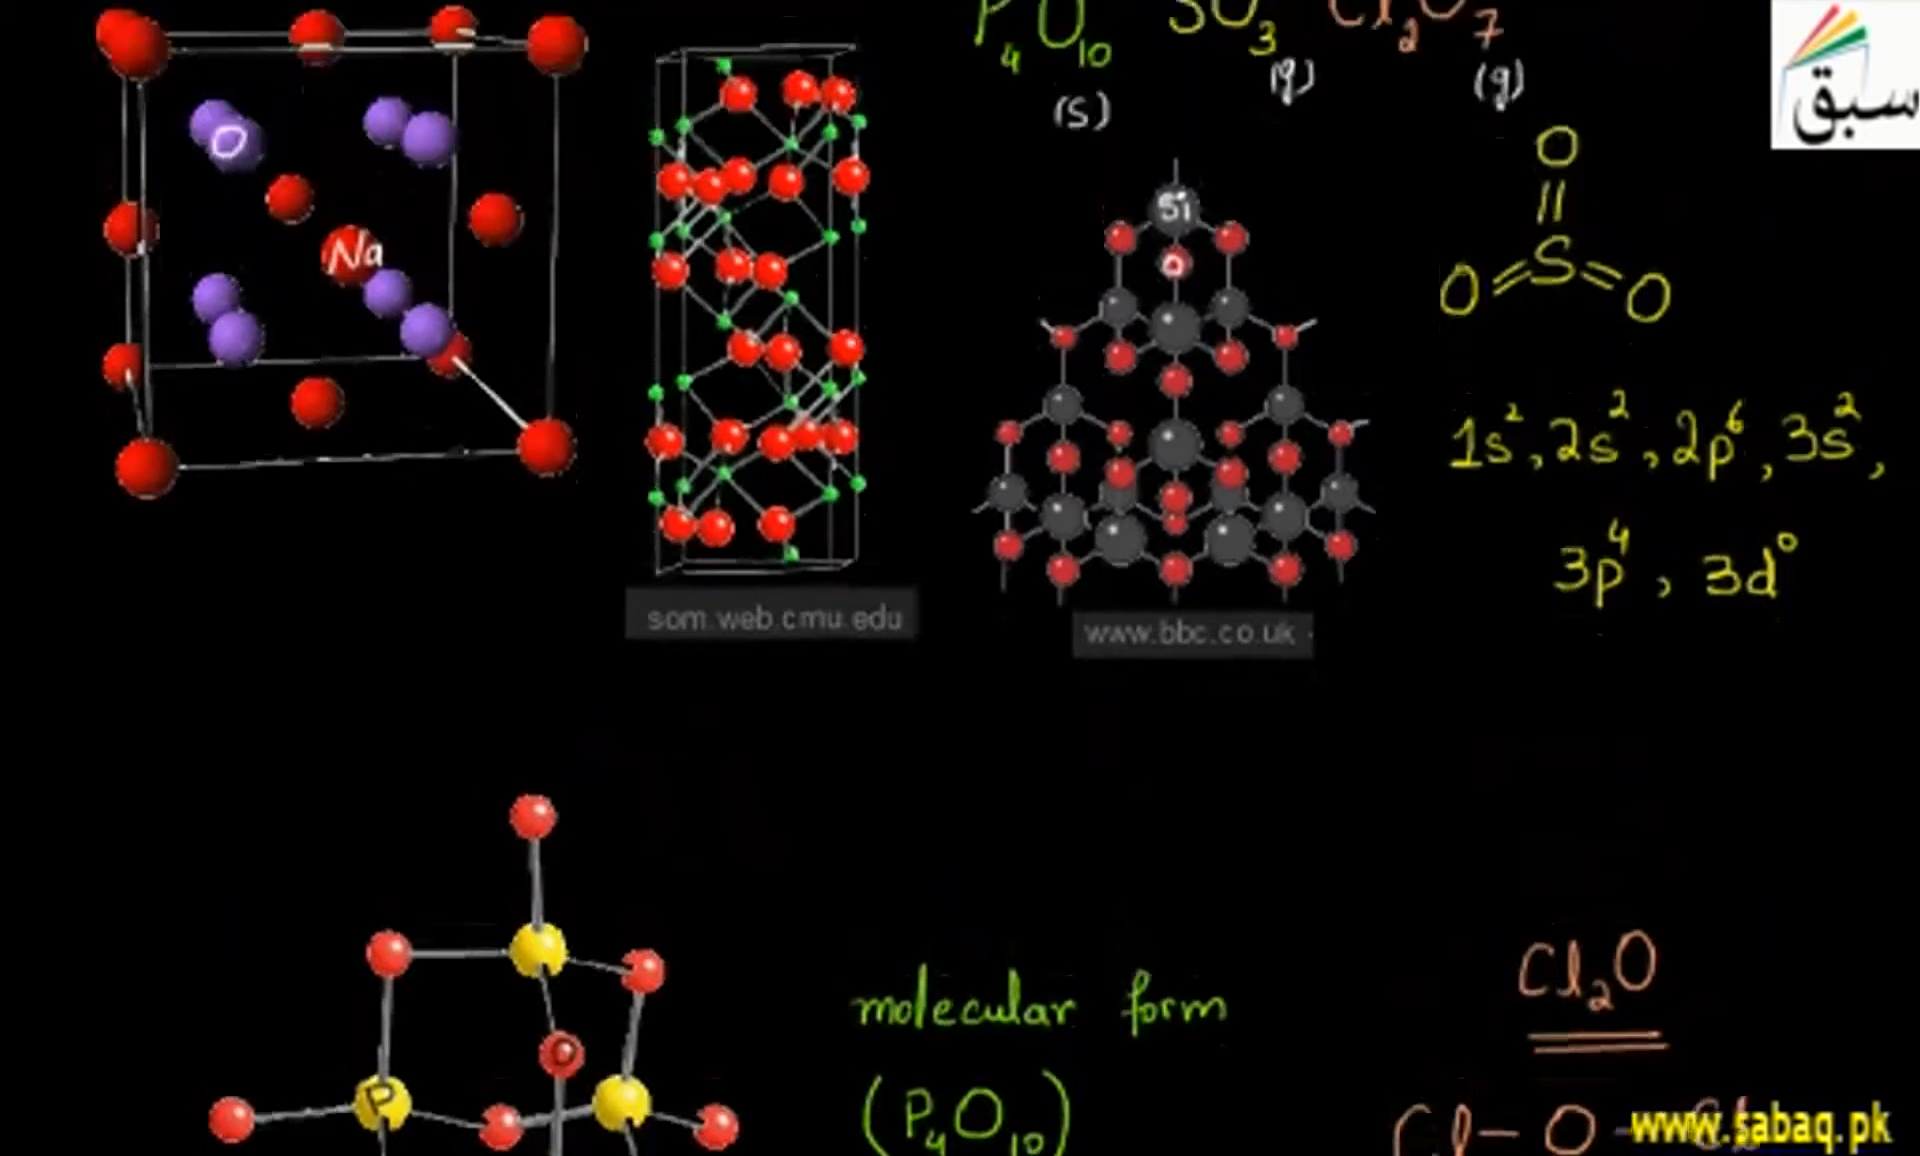 P₄O₁₀ SO₃ Cl₂O₇
(s) (g) (g)
سبق
O
Na
Si
O
O
||
O=S=O
1s², 2s², 2p⁶, 3s²,
3p⁴, 3d⁰
som.web.cmu.edu
www.bbc.co.uk
O
P
molecular form
(P₄O₁₀)
Cl₂O
Cl–O–Cl
www.sabaq.pk